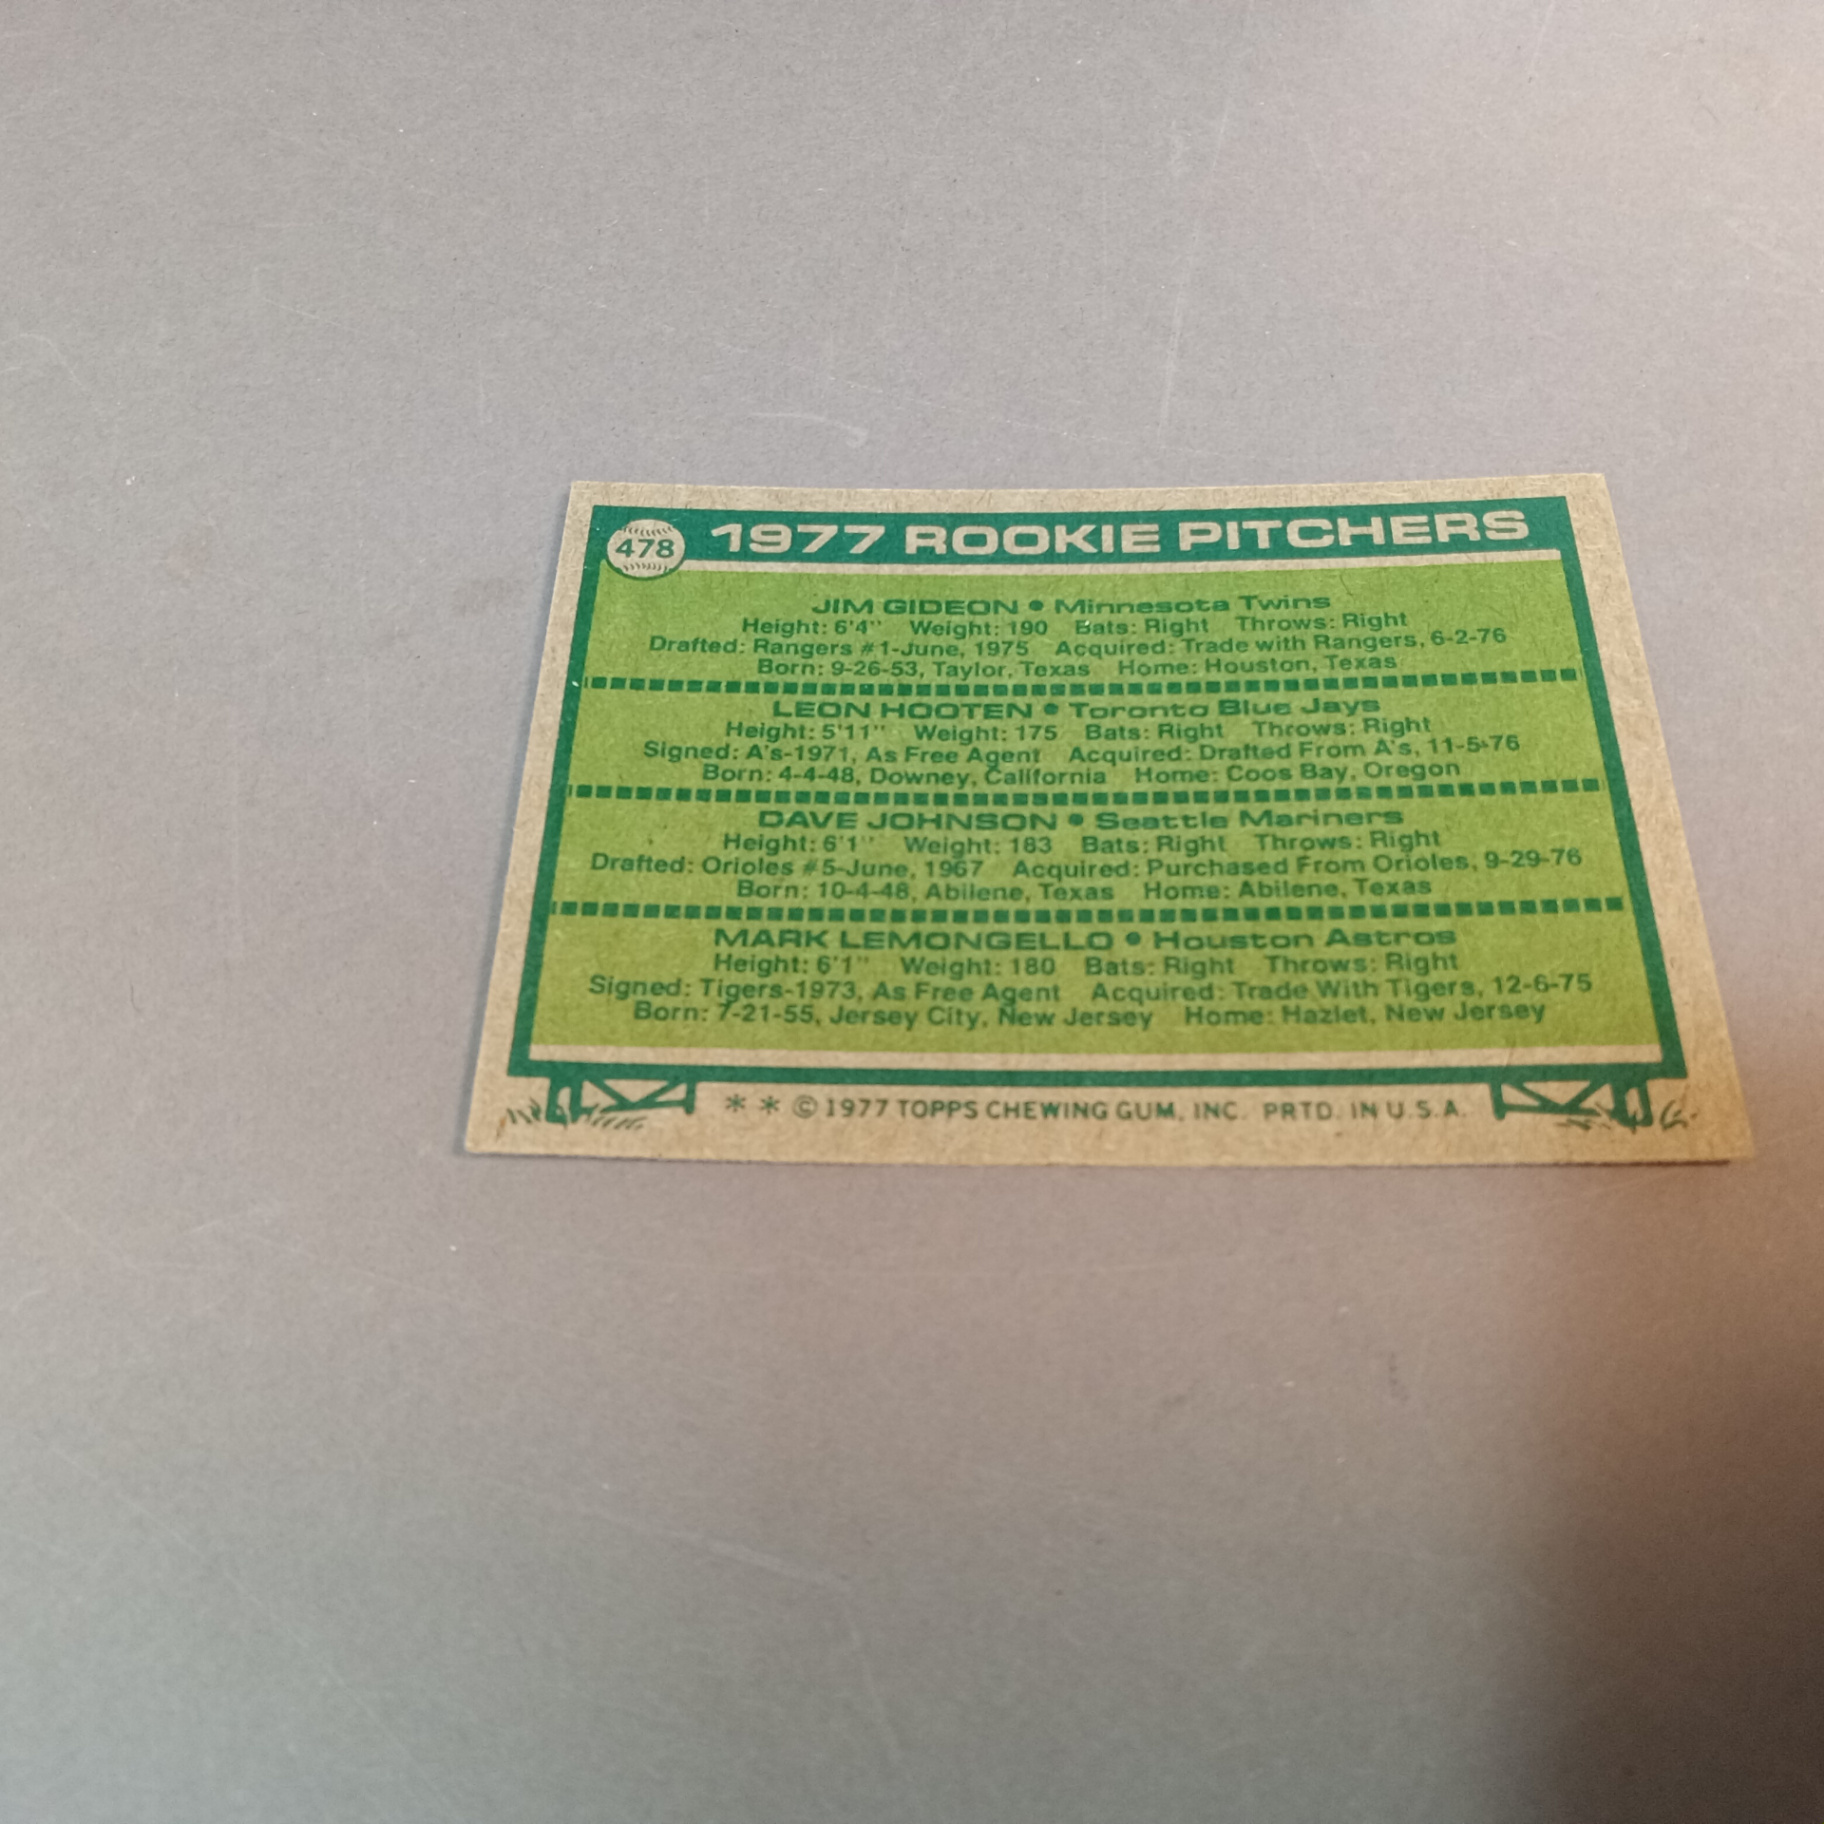 478 1977 ROOKIE PITCHERS
JIM GIDEON • Minnesota Twins
Height: 6'4" Weight: 190 Bats: Right Throws: Right
Drafted: Rangers #1-June, 1975 Acquired: Trade with Rangers, 6-2-76
Born: 9-26-53, Taylor, Texas Home: Houston, Texas
LEON HOOTEN • Toronto Blue Jays
Height: 5'11" Weight: 175 Bats: Right Throws: Right
Signed: A's-1971, As Free Agent Acquired: Drafted From A's, 11-5-76
Born: 4-4-48, Downey, California Home: Coos Bay, Oregon
DAVE JOHNSON • Seattle Mariners
Height: 6'1" Weight: 183 Bats: Right Throws: Right
Drafted: Orioles #5-June, 1967 Acquired: Purchased From Orioles, 9-29-76
Born: 10-4-48, Abilene, Texas Home: Abilene, Texas
MARK LEMONGELLO • Houston Astros
Height: 6'1" Weight: 180 Bats: Right Throws: Right
Signed: Tigers-1973, As Free Agent Acquired: Trade With Tigers, 12-6-75
Born: 7-21-55, Jersey City, New Jersey Home: Hazlet, New Jersey
* * © 1977 TOPPS CHEWING GUM, INC. PRTD. IN U.S.A.